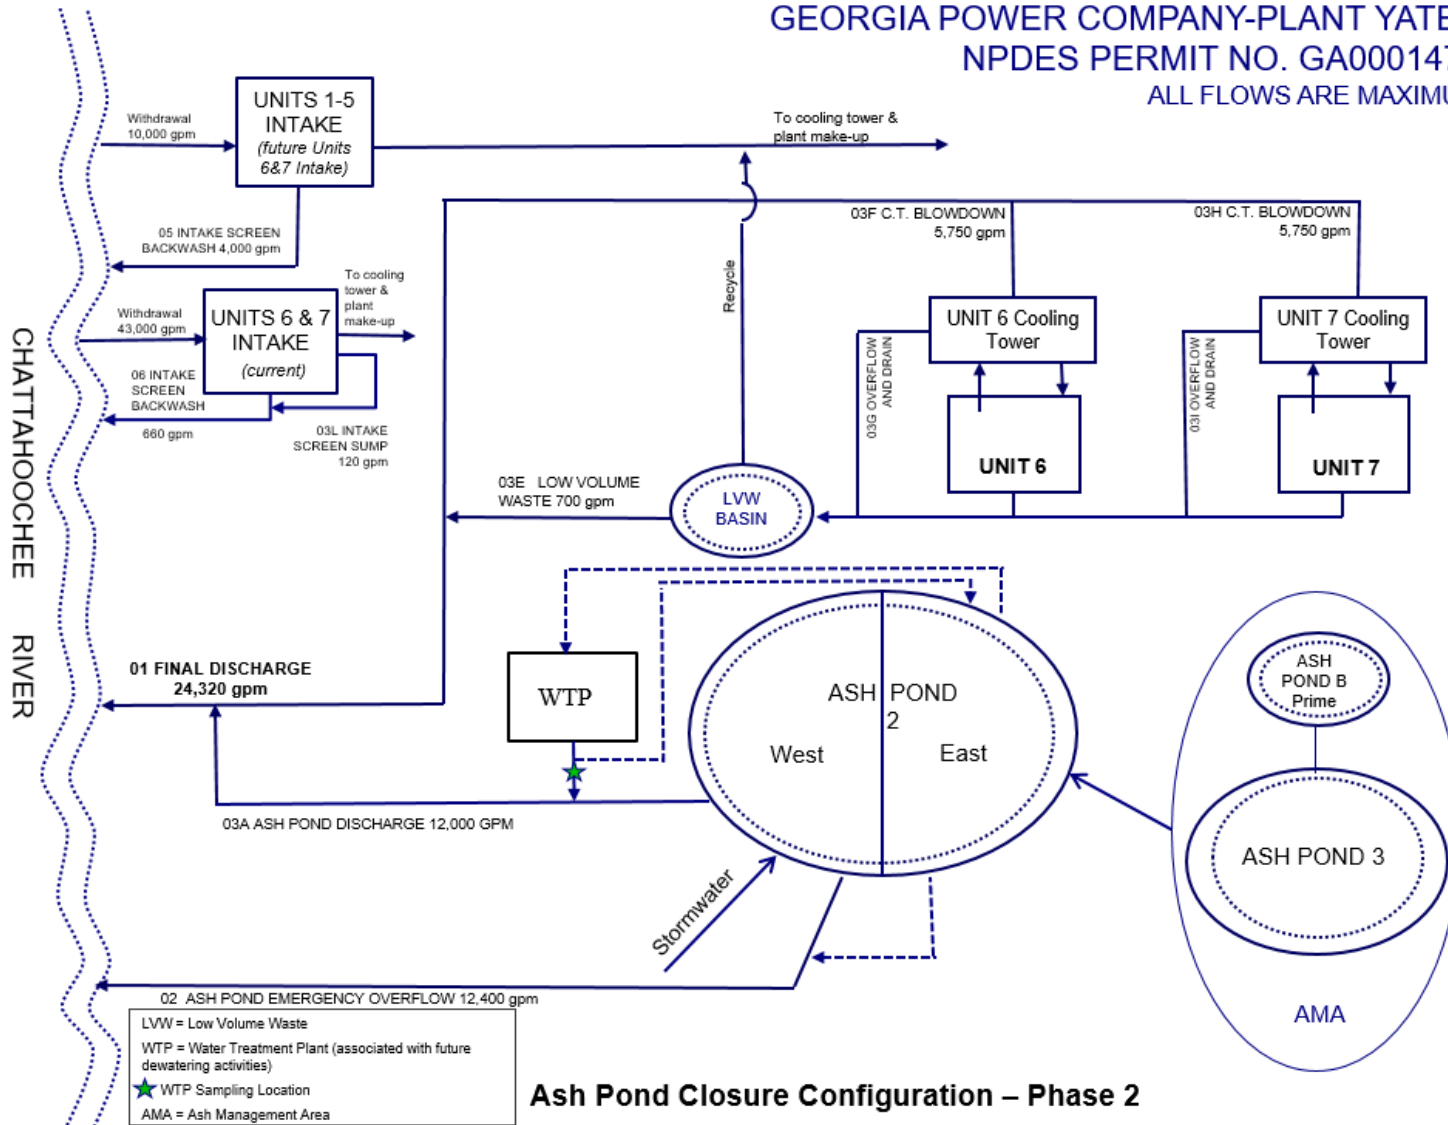 GEORGIA POWER COMPANY-PLANT YATE
NPDES PERMIT NO. GA000147
ALL FLOWS ARE MAXIMU
UNITS 1-5
INTAKE
(future Units
6&7 Intake)
Withdrawal
10,000 gpm
To cooling tower &
plant make-up
05 INTAKE SCREEN
BACKWASH 4,000 gpm
03F C.T. BLOWDOWN
5,750 gpm
03H C.T. BLOWDOWN
5,750 gpm
To cooling
tower &
plant
make-up
Withdrawal
43,000 gpm
UNITS 6 & 7
INTAKE
(current)
06 INTAKE
SCREEN
BACKWASH
660 gpm
03L INTAKE
SCREEN SUMP
120 gpm
Recycle
UNIT 6 Cooling
Tower
UNIT 7 Cooling
Tower
03G OVERFLOW
AND DRAIN
03I OVERFLOW
AND DRAIN
UNIT 6
UNIT 7
03E LOW VOLUME
WASTE 700 gpm
LVW
BASIN
CHATTAHOOCHEE RIVER
01 FINAL DISCHARGE
24,320 gpm
WTP
ASH POND
2
West
East
ASH
POND B
Prime
ASH POND 3
AMA
03A ASH POND DISCHARGE 12,000 GPM
Stormwater
02 ASH POND EMERGENCY OVERFLOW 12,400 gpm
LVW = Low Volume Waste
WTP = Water Treatment Plant (associated with future
dewatering activities)
WTP Sampling Location
AMA = Ash Management Area
Ash Pond Closure Configuration – Phase 2